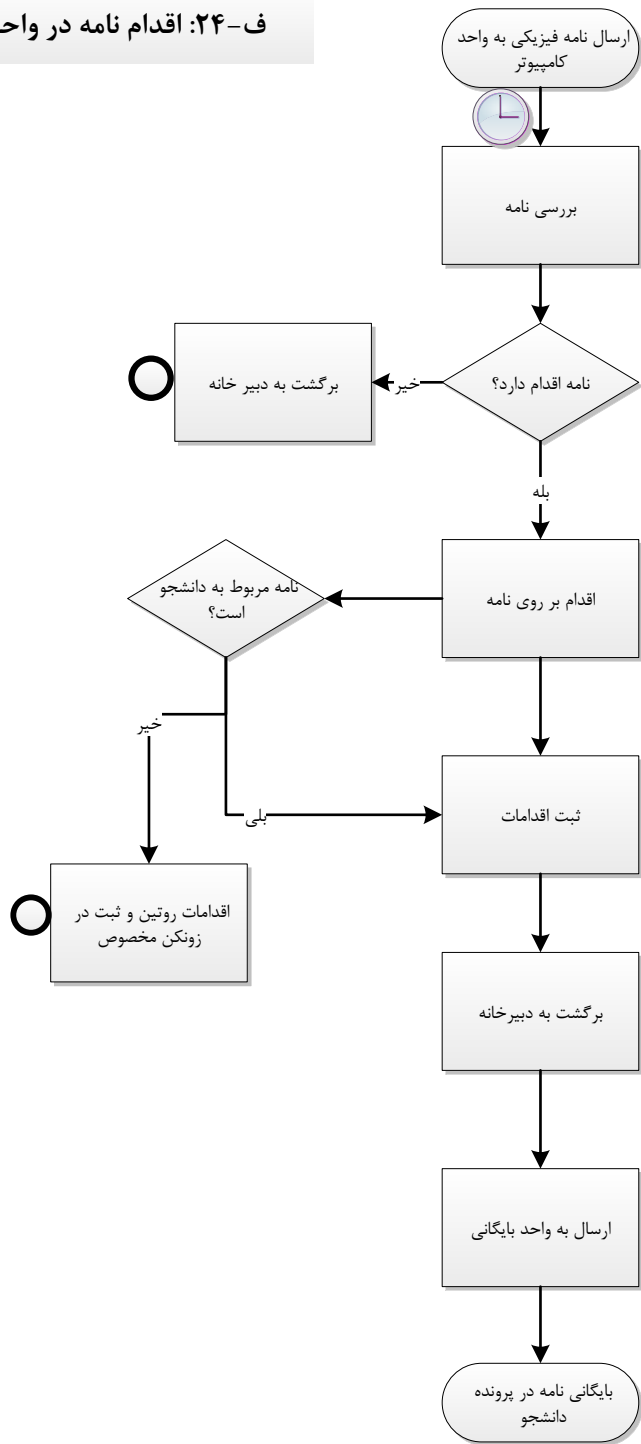 ف-۲۴: اقدام نامه در
ارسال نامه فیزیکی به واحد
کامپیوتر
بررسی نامه
نامه اقدام دارد؟
خیر
برگشت به دبیر خانه
بله
اقدام بر روی نامه
نامه مربوط به دانشجو
است؟
خیر
بلی
ثبت اقدامات
اقدامات روتین و ثبت در
زونکن مخصوص
برگشت به دبیرخانه
ارسال به واحد بایگانی
بایگانی نامه در پرونده
دانشجو